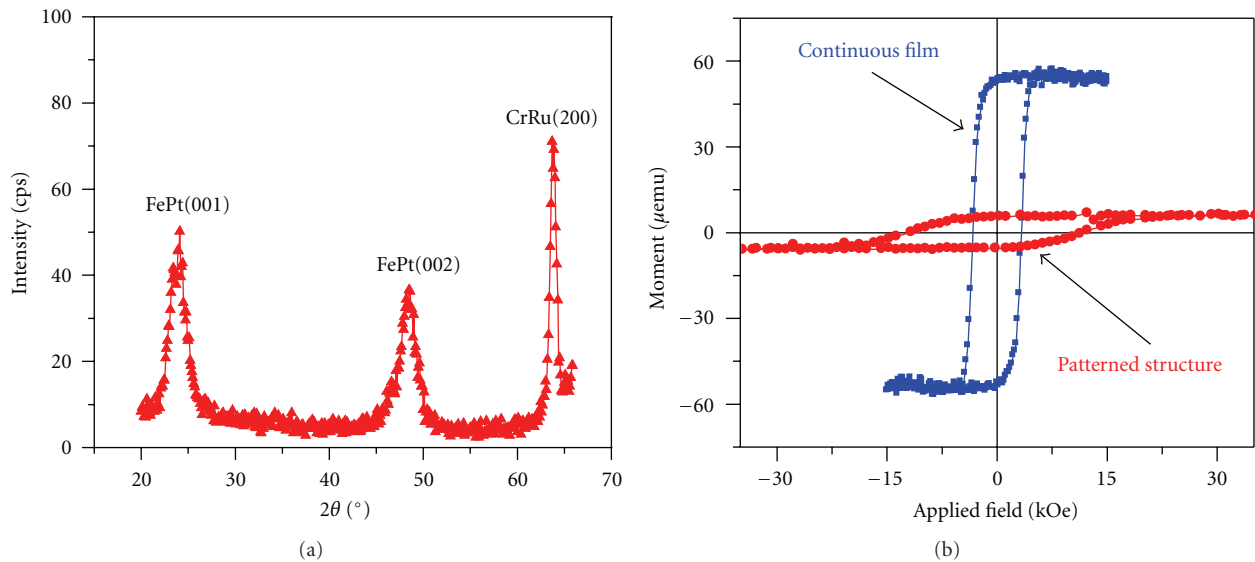 100
80
60
40
20
0
Intensity (cps)
FePt(001)
FePt(002)
CrRu(200)
20 30 40 50 60 70
2θ (°)
(a)
60
30
0
−30
−60
Moment (μemu)
Continuous film
Patterned structure
−30 −15 0 15 30
Applied field (kOe)
(b)